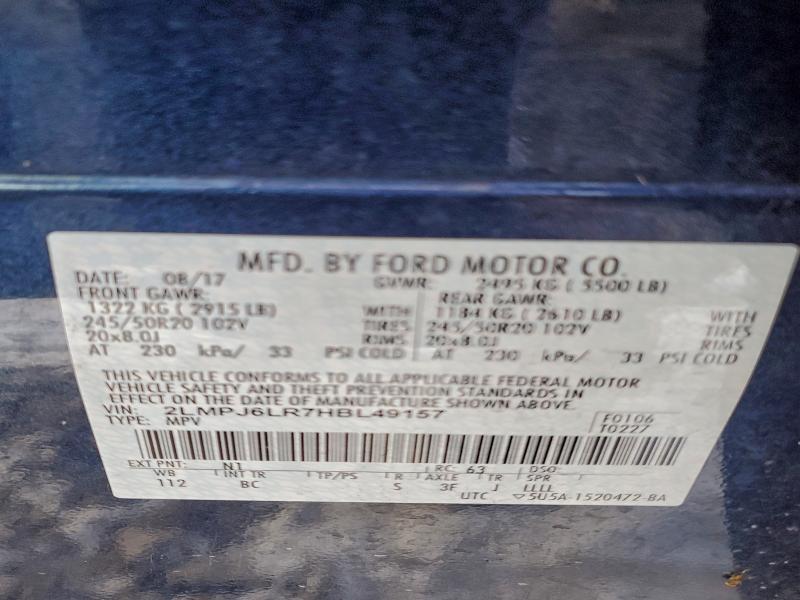 MFD. BY FORD MOTOR CO.
DATE: 08/17 GVWR: 2495 KG ( 5500 LB)
FRONT GAWR: REAR GAWR:
1322 KG ( 2915 LB) WITH 1184 KG ( 2610 LB) WITH
245/50R20 102V TIRES 245/50R20 102V TIRES
20x8.0J RIMS 20x8.0J RIMS
AT 230 kPa/ 33 PSI COLD AT 230 kPa/ 33 PSI COLD
THIS VEHICLE CONFORMS TO ALL APPLICABLE FEDERAL MOTOR
VEHICLE SAFETY AND THEFT PREVENTION STANDARDS IN
EFFECT ON THE DATE OF MANUFACTURE SHOWN ABOVE.
VIN: 2LMPJ6LR7HBL49157 F0106
TYPE: MPV T0227
EXT PNT: N1 RC: 63 DSO:
WB INT TR TP/PS R AXLE TR SPR
112 BC S 3F J LLLL
UTC ▽5U5A-1520472-BA